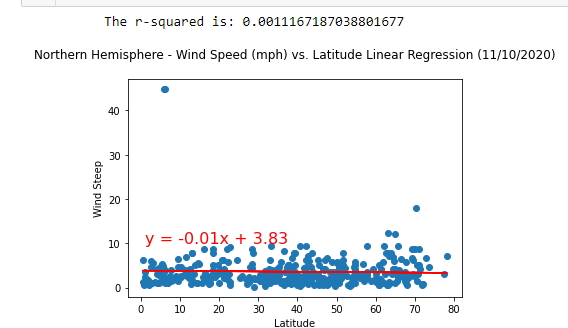 The r-squared is: 0.0011167187038801677
Northern Hemisphere - Wind Speed (mph) vs. Latitude Linear Regression (11/10/2020)
40
30
20
10
0
Wind Steep
y = -0.01x + 3.83
0 10 20 30 40 50 60 70 80
Latitude